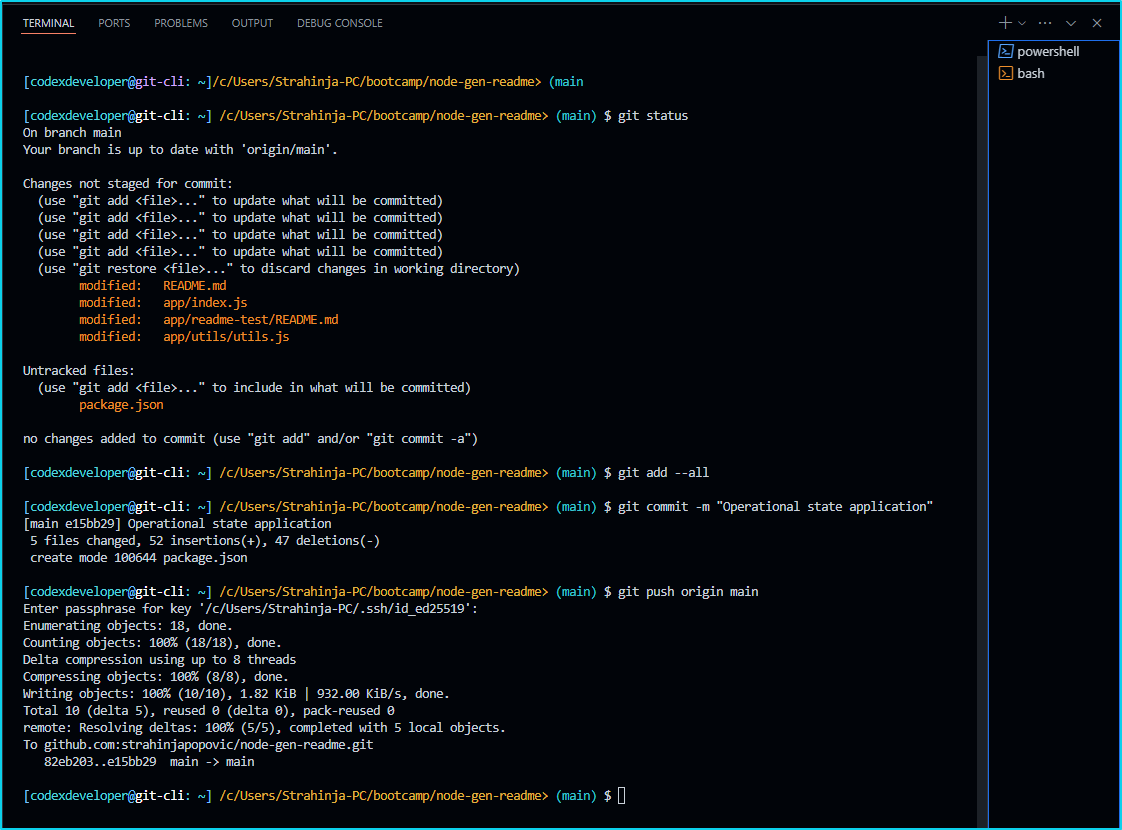 TERMINAL PORTS PROBLEMS OUTPUT DEBUG CONSOLE
powershell
bash
[codexdeveloper@git-cli: ~]/c/Users/Strahinja-PC/bootcamp/node-gen-readme> (main
[codexdeveloper@git-cli: ~] /c/Users/Strahinja-PC/bootcamp/node-gen-readme> (main) $ git status
On branch main
Your branch is up to date with 'origin/main'.
Changes not staged for commit:
(use "git add <file>..." to update what will be committed)
(use "git add <file>..." to update what will be committed)
(use "git add <file>..." to update what will be committed)
(use "git add <file>..." to update what will be committed)
(use "git restore <file>..." to discard changes in working directory)
modified: README.md
modified: app/index.js
modified: app/readme-test/README.md
modified: app/utils/utils.js
Untracked files:
(use "git add <file>..." to include in what will be committed)
package.json
no changes added to commit (use "git add" and/or "git commit -a")
[codexdeveloper@git-cli: ~] /c/Users/Strahinja-PC/bootcamp/node-gen-readme> (main) $ git add --all
[codexdeveloper@git-cli: ~] /c/Users/Strahinja-PC/bootcamp/node-gen-readme> (main) $ git commit -m "Operational state application"
[main e15bb29] Operational state application
5 files changed, 52 insertions(+), 47 deletions(-)
create mode 100644 package.json
[codexdeveloper@git-cli: ~] /c/Users/Strahinja-PC/bootcamp/node-gen-readme> (main) $ git push origin main
Enter passphrase for key '/c/Users/Strahinja-PC/.ssh/id_ed25519':
Enumerating objects: 18, done.
Counting objects: 100% (18/18), done.
Delta compression using up to 8 threads
Compressing objects: 100% (8/8), done.
Writing objects: 100% (10/10), 1.82 KiB | 932.00 KiB/s, done.
Total 10 (delta 5), reused 0 (delta 0), pack-reused 0
remote: Resolving deltas: 100% (5/5), completed with 5 local objects.
To github.com:strahinjapopovic/node-gen-readme.git
82eb203..e15bb29 main -> main
[codexdeveloper@git-cli: ~] /c/Users/Strahinja-PC/bootcamp/node-gen-readme> (main) $